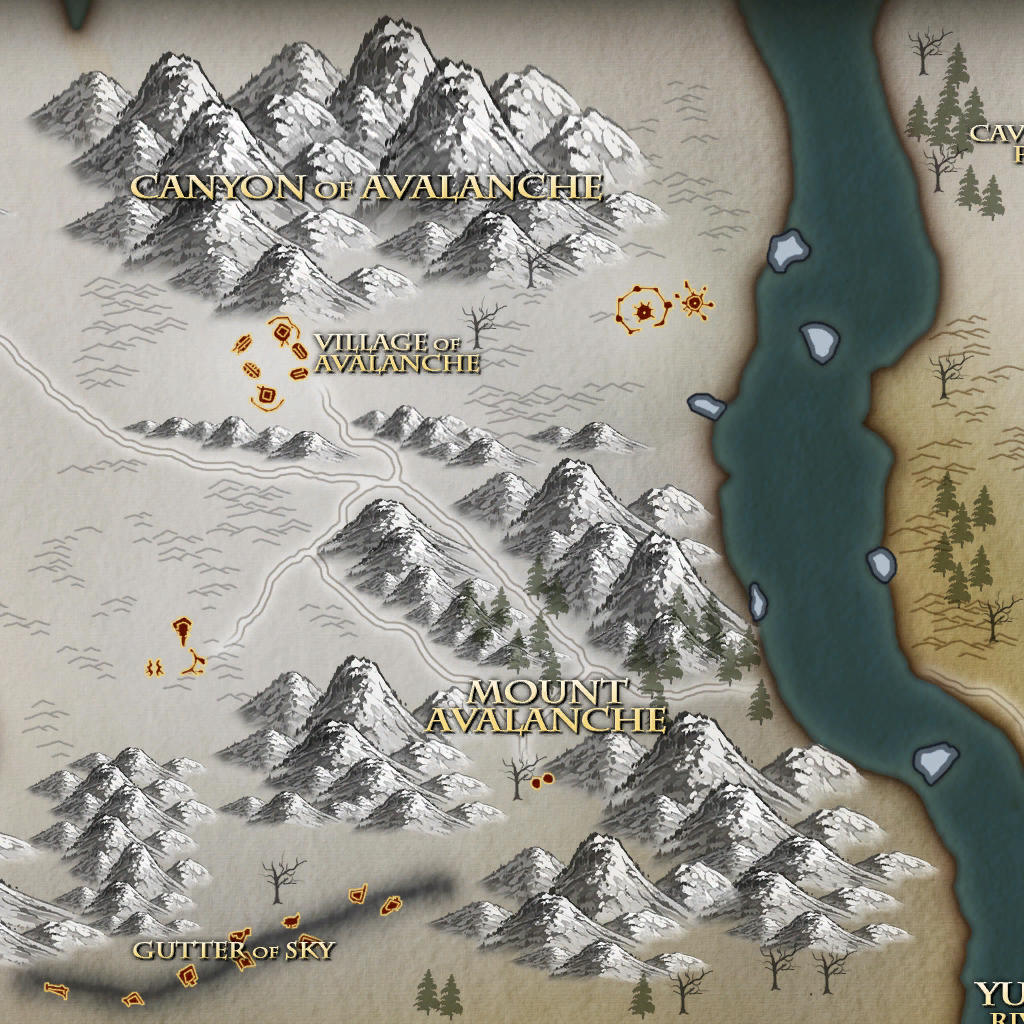 CANYON OF AVALANCHE
VILLAGE OF
AVALANCHE
MOUNT
AVALANCHE
GUTTER OF SKY